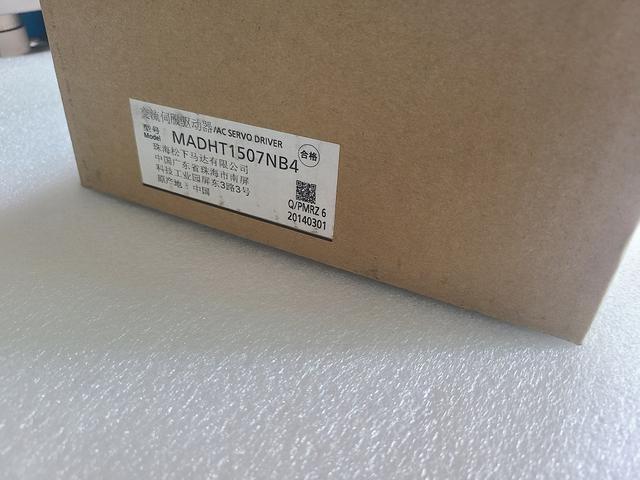 交流伺服驱动器/AC SERVO DRIVER
型号
Model MADHT1507NB4
合格
珠海松下马达有限公司
中国广东省珠海市南屏
科技工业园屏东3路3号
原产地: 中国
Q/PMRZ 6
20140301